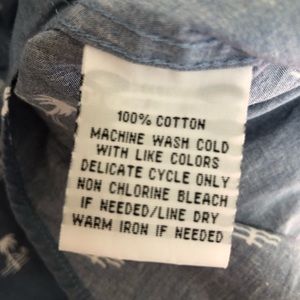 100% COTTON
MACHINE WASH COLD
WITH LIKE COLORS
DELICATE CYCLE ONLY
NON CHLORINE BLEACH
IF NEEDED/LINE DRY
WARM IRON IF NEEDED